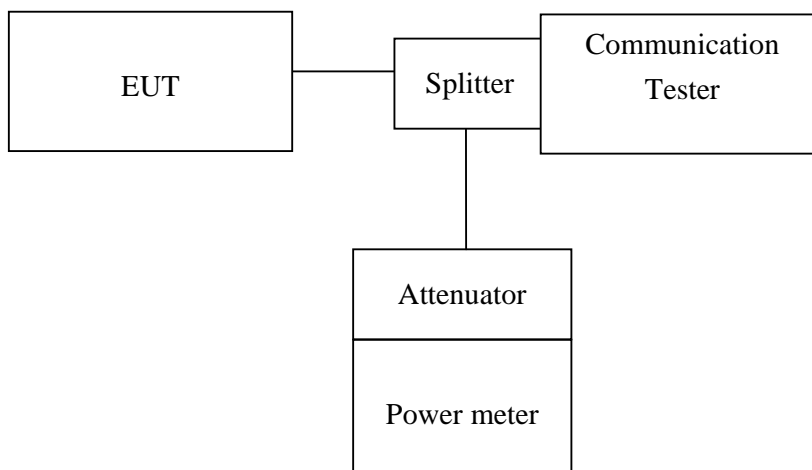 EUT
Splitter
Communication
Tester
Attenuator
Power meter